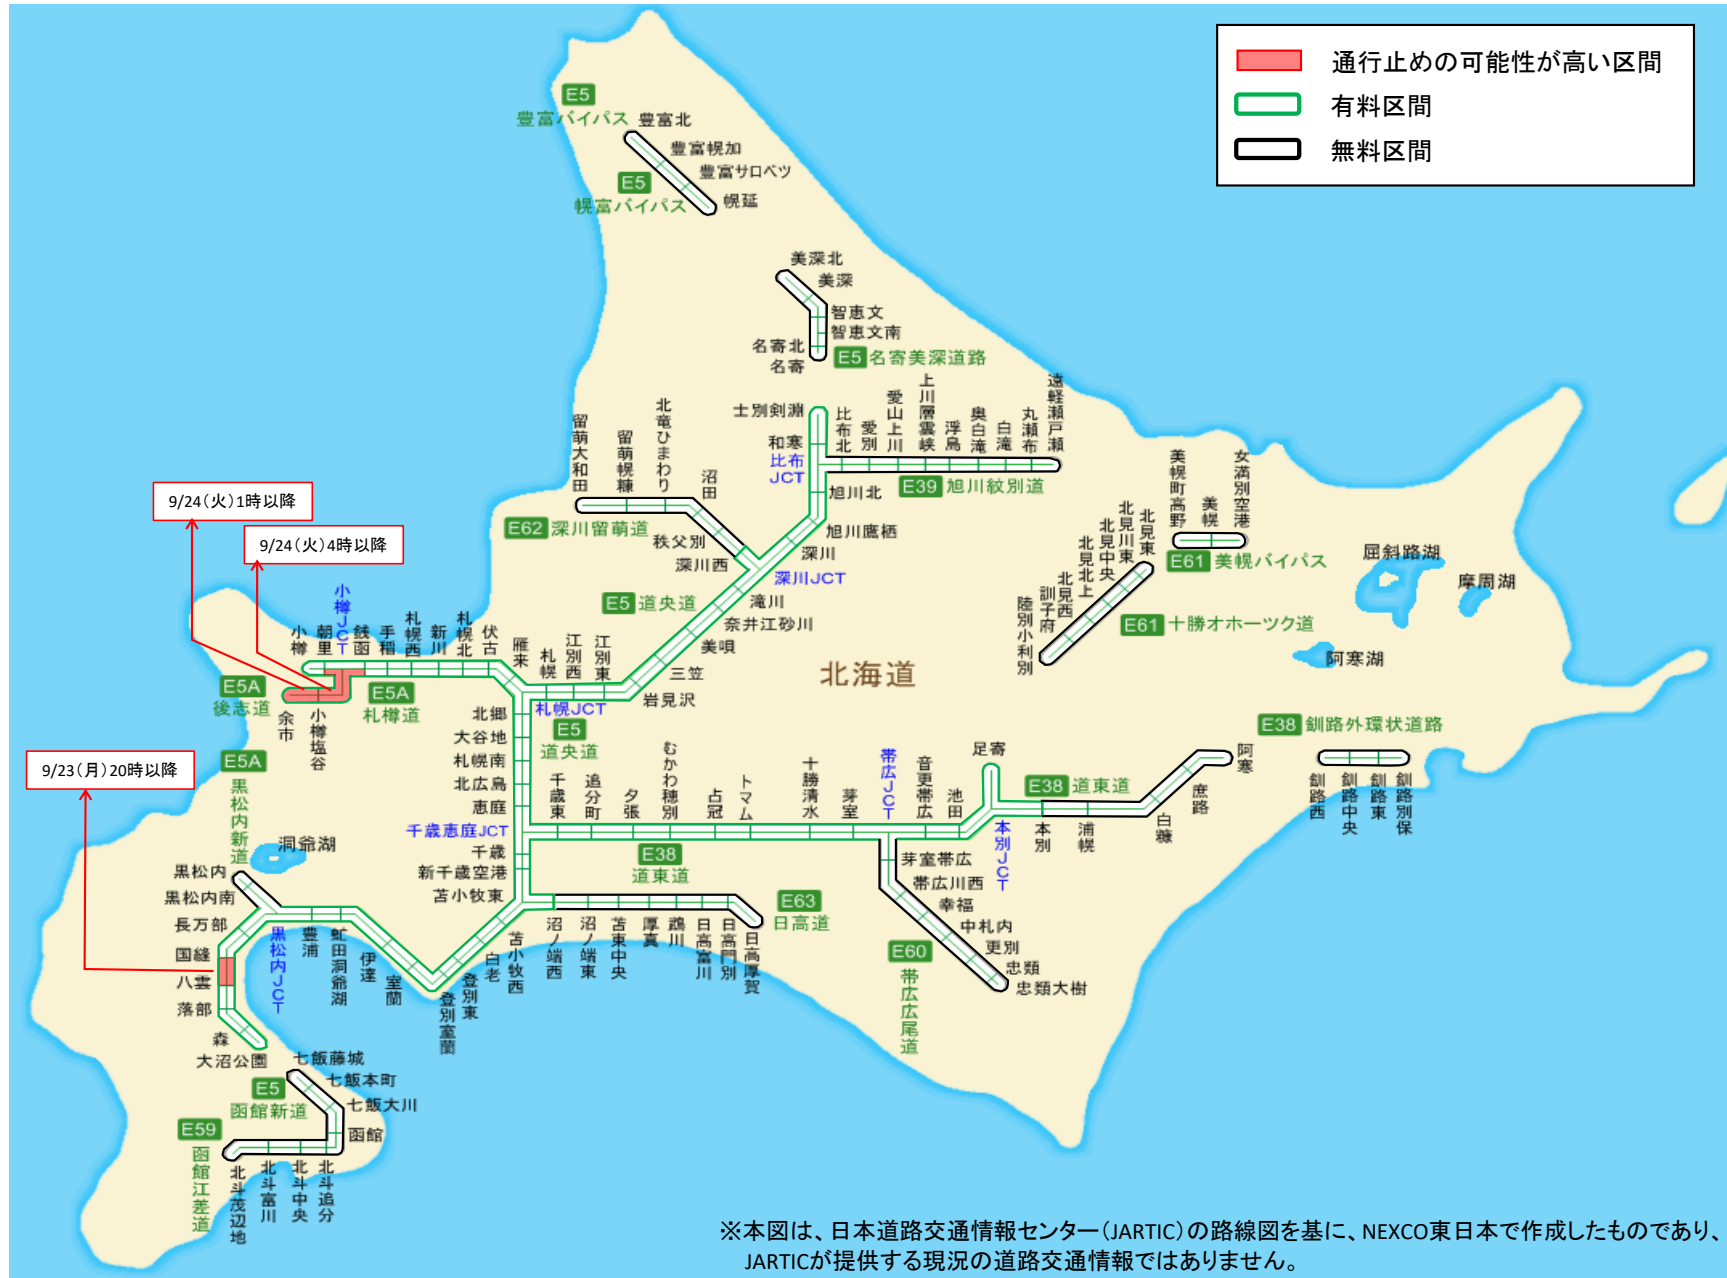 通行止めの可能性が高い区間
有料区間
無料区間
E5
豊富バイパス
豊富北
豊富幌加
豊富サロベツ
E5
幌富バイパス
幌延
美深北
美深
智恵文
智恵文南
名寄北
名寄
E5 名寄美深道路
士別剣淵
和寒
比布JCT
比布北
愛別
愛山上川
上川層雲峡
浮島
奥白滝
白滝
丸瀬布
遠軽瀬戸瀬
E39 旭川紋別道
旭川北
旭川鷹栖
深川
深川JCT
留萌大和田
留萌幌糠
北竜ひまわり
沼田
E62 深川留萌道
秩父別
深川西
E5 道央道
滝川
奈井江砂川
美唄
三笠
岩見沢
美幌町高野
美幌
女満別空港
E61 美幌バイパス
北見東
北見川東
北見中央
北見北上
北見西
訓子府
陸別小利別
E61 十勝オホーツク道
屈斜路湖
摩周湖
阿寒湖
北海道
9/24(火)1時以降
9/24(火)4時以降
小樽
朝里
小樽JCT
銭函
手稲
札幌西
新川
札幌北
伏古
雁来
札幌
江別西
江別東
札幌JCT
E5A
後志道
E5A
札樽道
余市
小樽塩谷
E5
道央道
北郷
大谷地
札幌南
北広島
恵庭
千歳恵庭JCT
千歳
新千歳空港
苫小牧東
9/23(月)20時以降
E5A
黒松内新道
洞爺湖
黒松内
黒松内南
長万部
国縫
八雲
落部
森
大沼公園
黒松内JCT
豊浦
虻田洞爺湖
伊達
室蘭
登別室蘭
登別東
白老
苫小牧西
千歳東
追分町
夕張
むかわ穂別
占冠
トマム
十勝清水
芽室
帯広JCT
音更帯広
池田
足寄
E38
道東道
E38 道東道
本別JCT
本別
浦幌
白糠
庶路
阿寒
E38 釧路外環状道路
釧路西
釧路中央
釧路東
釧路別保
沼ノ端西
沼ノ端東
苫東中央
厚真
鵡川
日高富川
日高門別
日高厚賀
E63
日高道
芽室帯広
帯広川西
幸福
中札内
更別
忠類
忠類大樹
E60
帯広広尾道
七飯藤城
七飯本町
七飯大川
函館
E5
函館新道
E59
函館江差道
北斗茂辺地
北斗富川
北斗中央
北斗追分
※本図は、日本道路交通情報センター(JARTIC)の路線図を基に、NEXCO東日本で作成したものであり、
JARTICが提供する現況の道路交通情報ではありません。